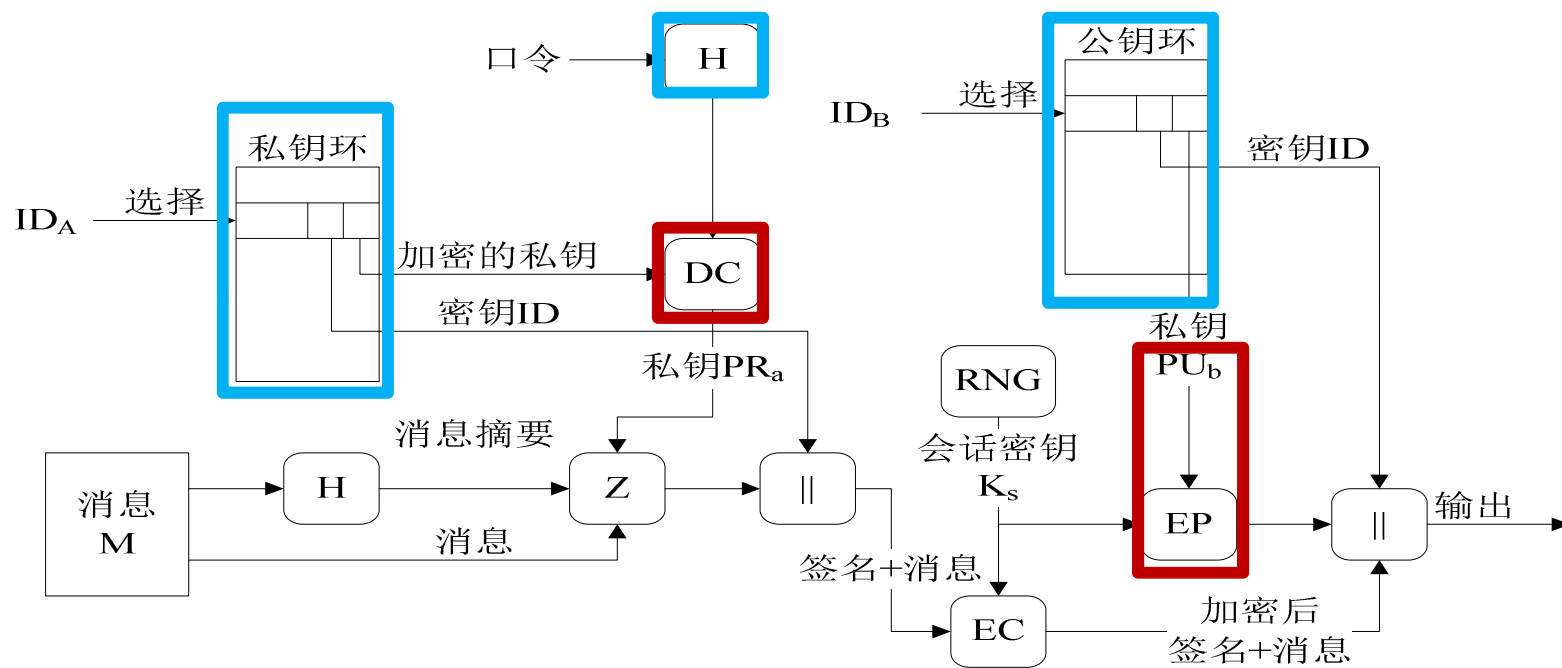 口令
H
公钥环
选择
ID_B
私钥环
密钥ID
选择
ID_A
加密的私钥
DC
密钥ID
私钥
私钥PR_a
PU_b
RNG
消息摘要
会话密钥
K_s
消息
M
H
Z
||
EP
||
输出
消息
签名+消息
EC
加密后
签名+消息